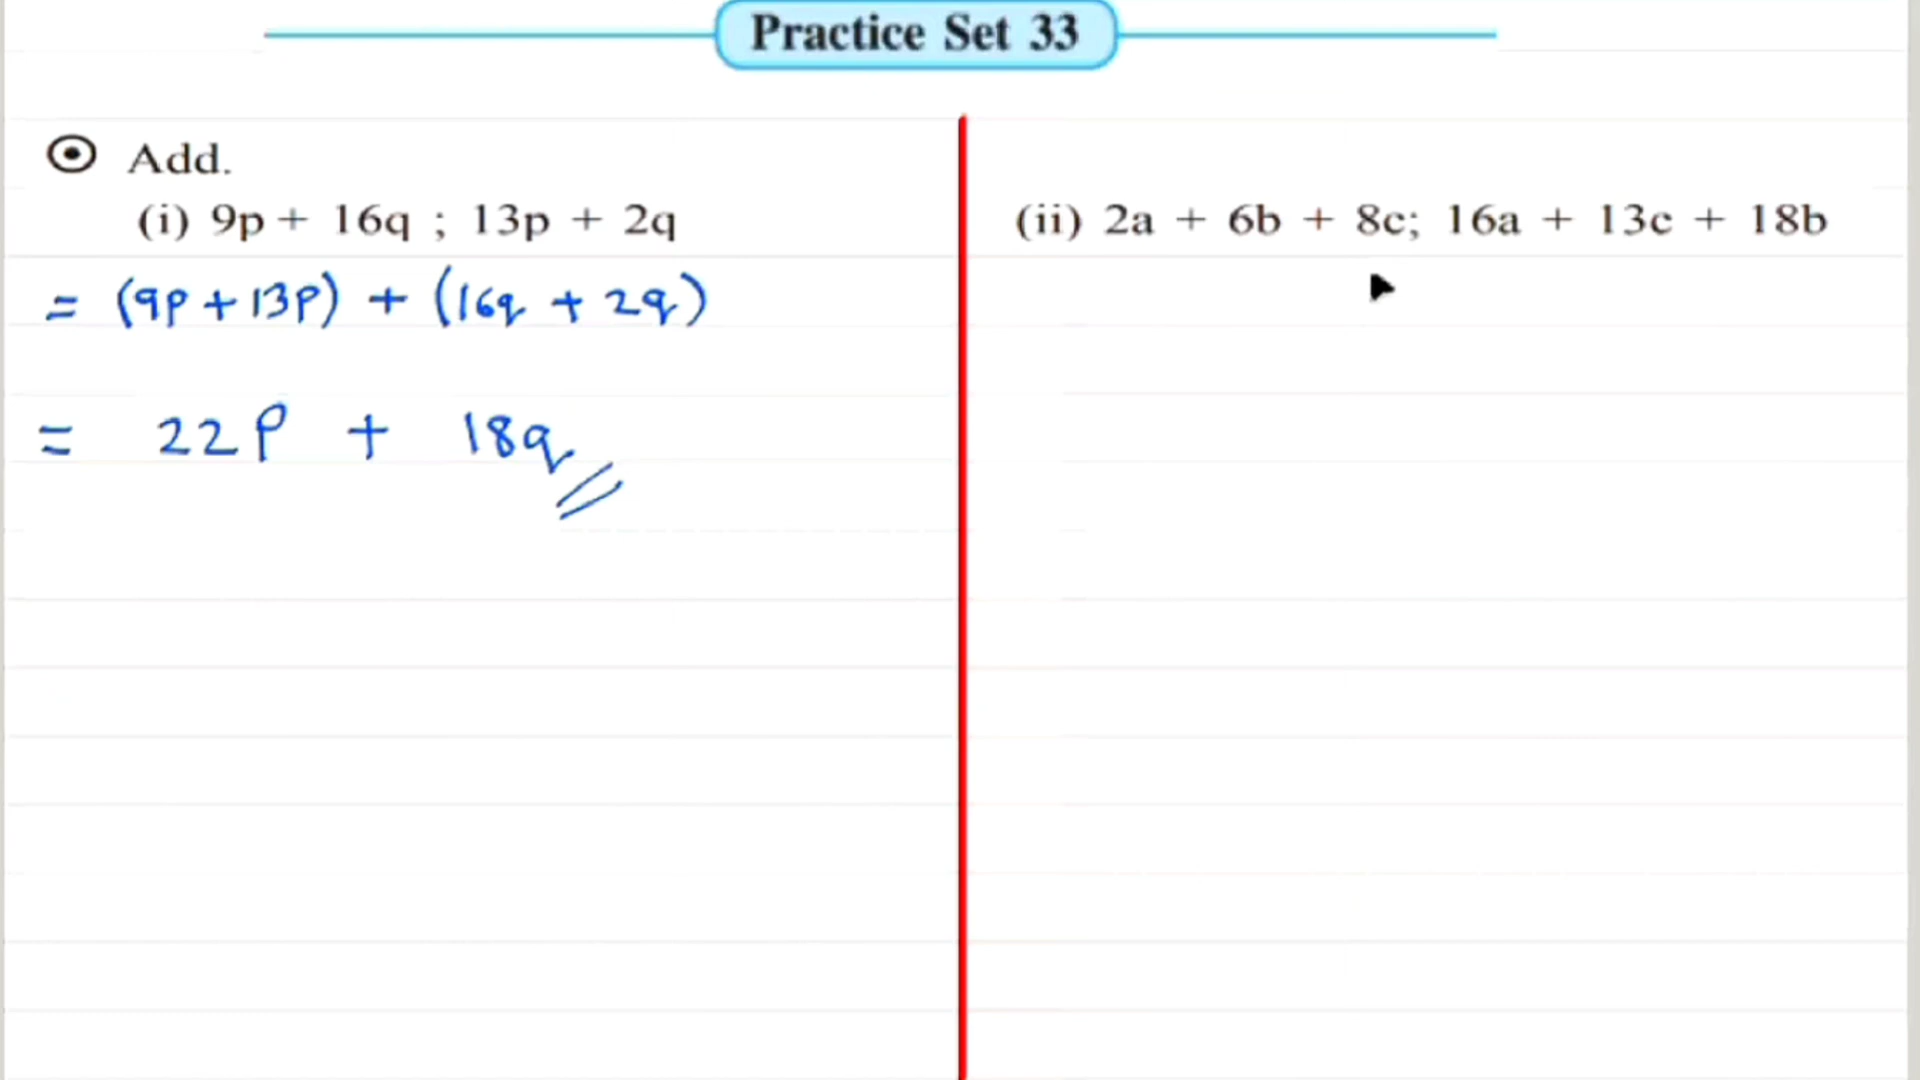 Practice Set 33
Add.
(i) 9p + 16q ; 13p + 2q
= (9p + 13p) + (16q + 2q)
= 22p + 18q
(ii) 2a + 6b + 8c; 16a + 13c + 18b